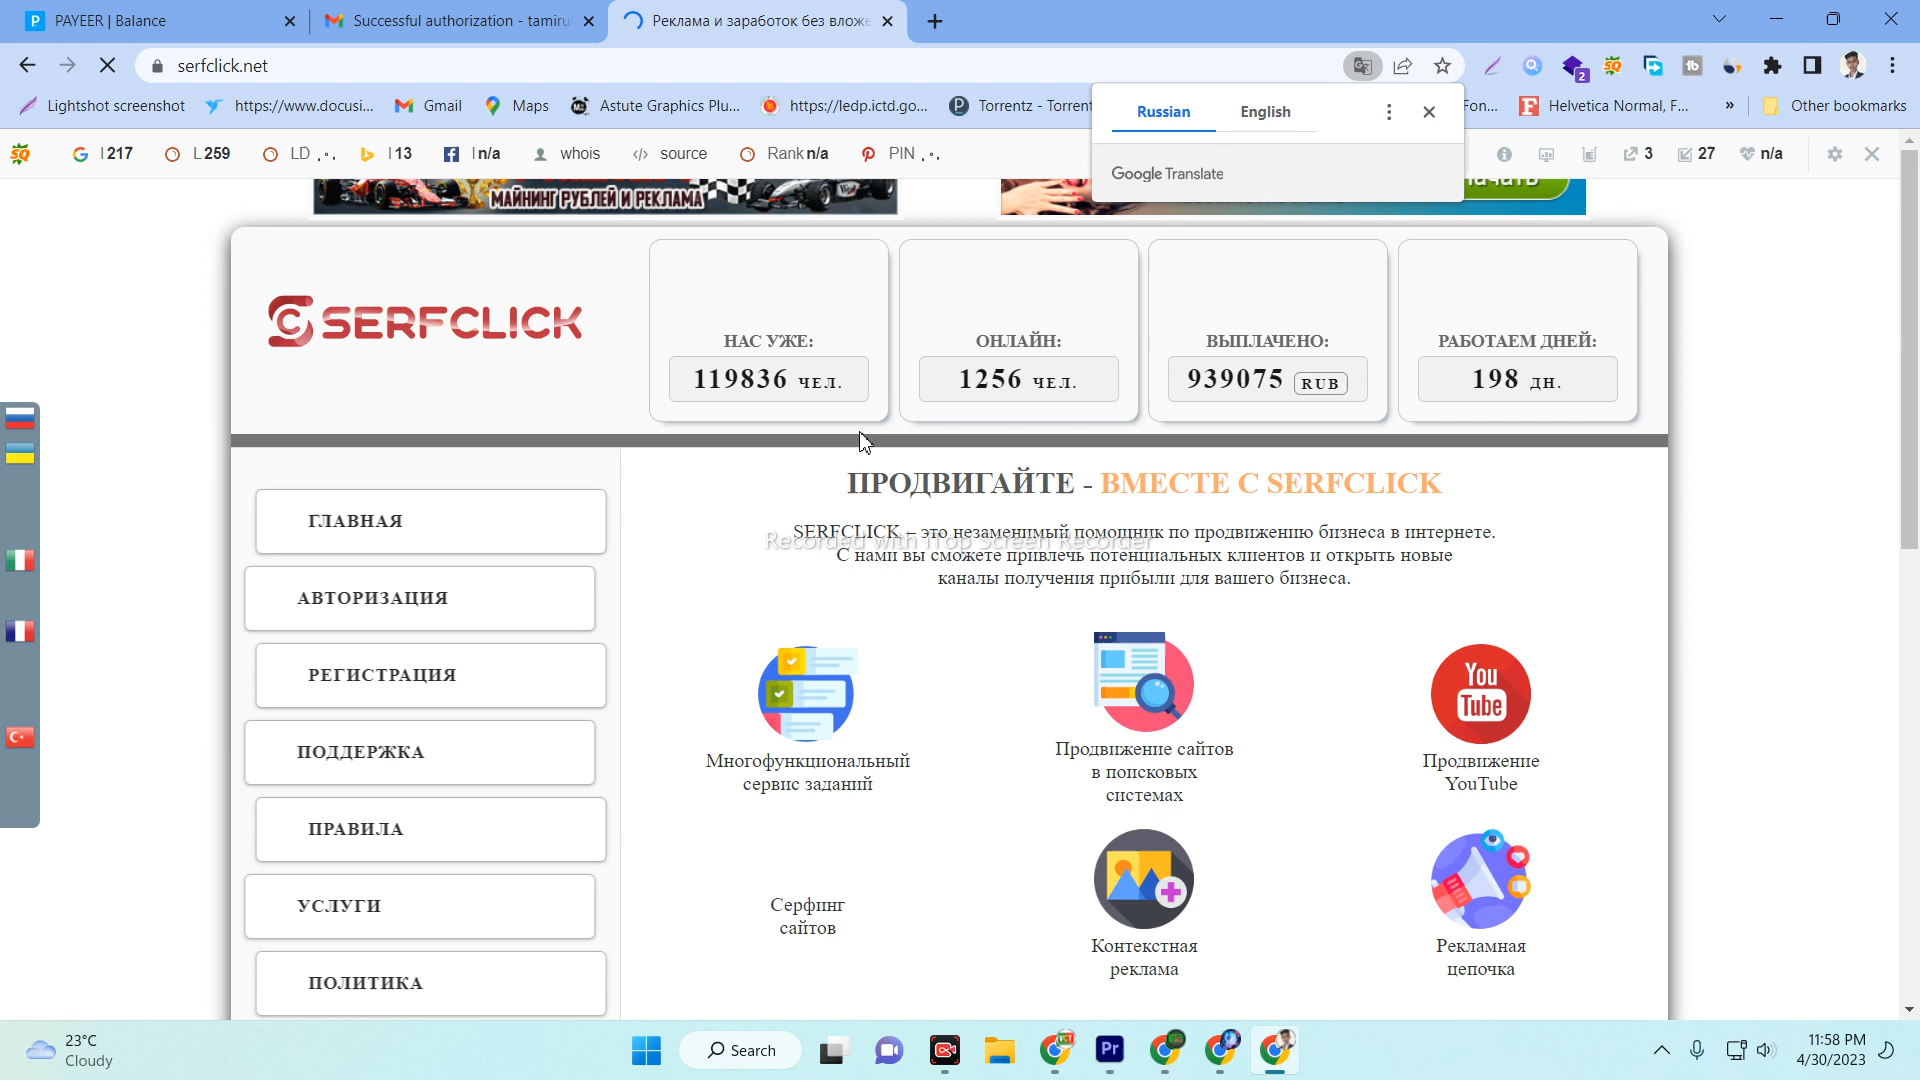 PAYEER | Balance
Successful authorization - tamiru
Реклама и заработок без вложе
serfclick.net
2
Lightshot screenshot
https://www.docusi...
Gmail
Maps
Astute Graphics Plu...
https://ledp.ictd.go...
Torrentz - Torrent
Fon...
Helvetica Normal, F...
»
Other bookmarks
Russian
English
Google Translate
I 217
L 259
LD
I 13
I n/a
whois
source
Rank n/a
PIN
3
27
n/a
МАЙНИНГ РУБЛЕЙ И РЕКЛАМА
SERFCLICK
НАС УЖЕ:
119836 ЧЕЛ.
ОНЛАЙН:
1256 ЧЕЛ.
ВЫПЛАЧЕНО:
939075 RUB
РАБОТАЕМ ДНЕЙ:
198 ДН.
ГЛАВНАЯ
АВТОРИЗАЦИЯ
РЕГИСТРАЦИЯ
ПОДДЕРЖКА
ПРАВИЛА
УСЛУГИ
ПОЛИТИКА
ПРОДВИГАЙТЕ - ВМЕСТЕ С SERFCLICK
SERFCLICK – это незаменимый помощник по продвижению бизнеса в интернете.
Recorded with iTop Screen Recorder
С нами вы сможете привлечь потенциальных клиентов и открыть новые
каналы получения прибыли для вашего бизнеса.
Многофункциональный
сервис заданий
Продвижение сайтов
в поисковых
системах
You
Tube
Продвижение
YouTube
Серфинг
сайтов
Контекстная
реклама
Рекламная
цепочка
23°C
Cloudy
Search
Pr
11:58 PM
4/30/2023